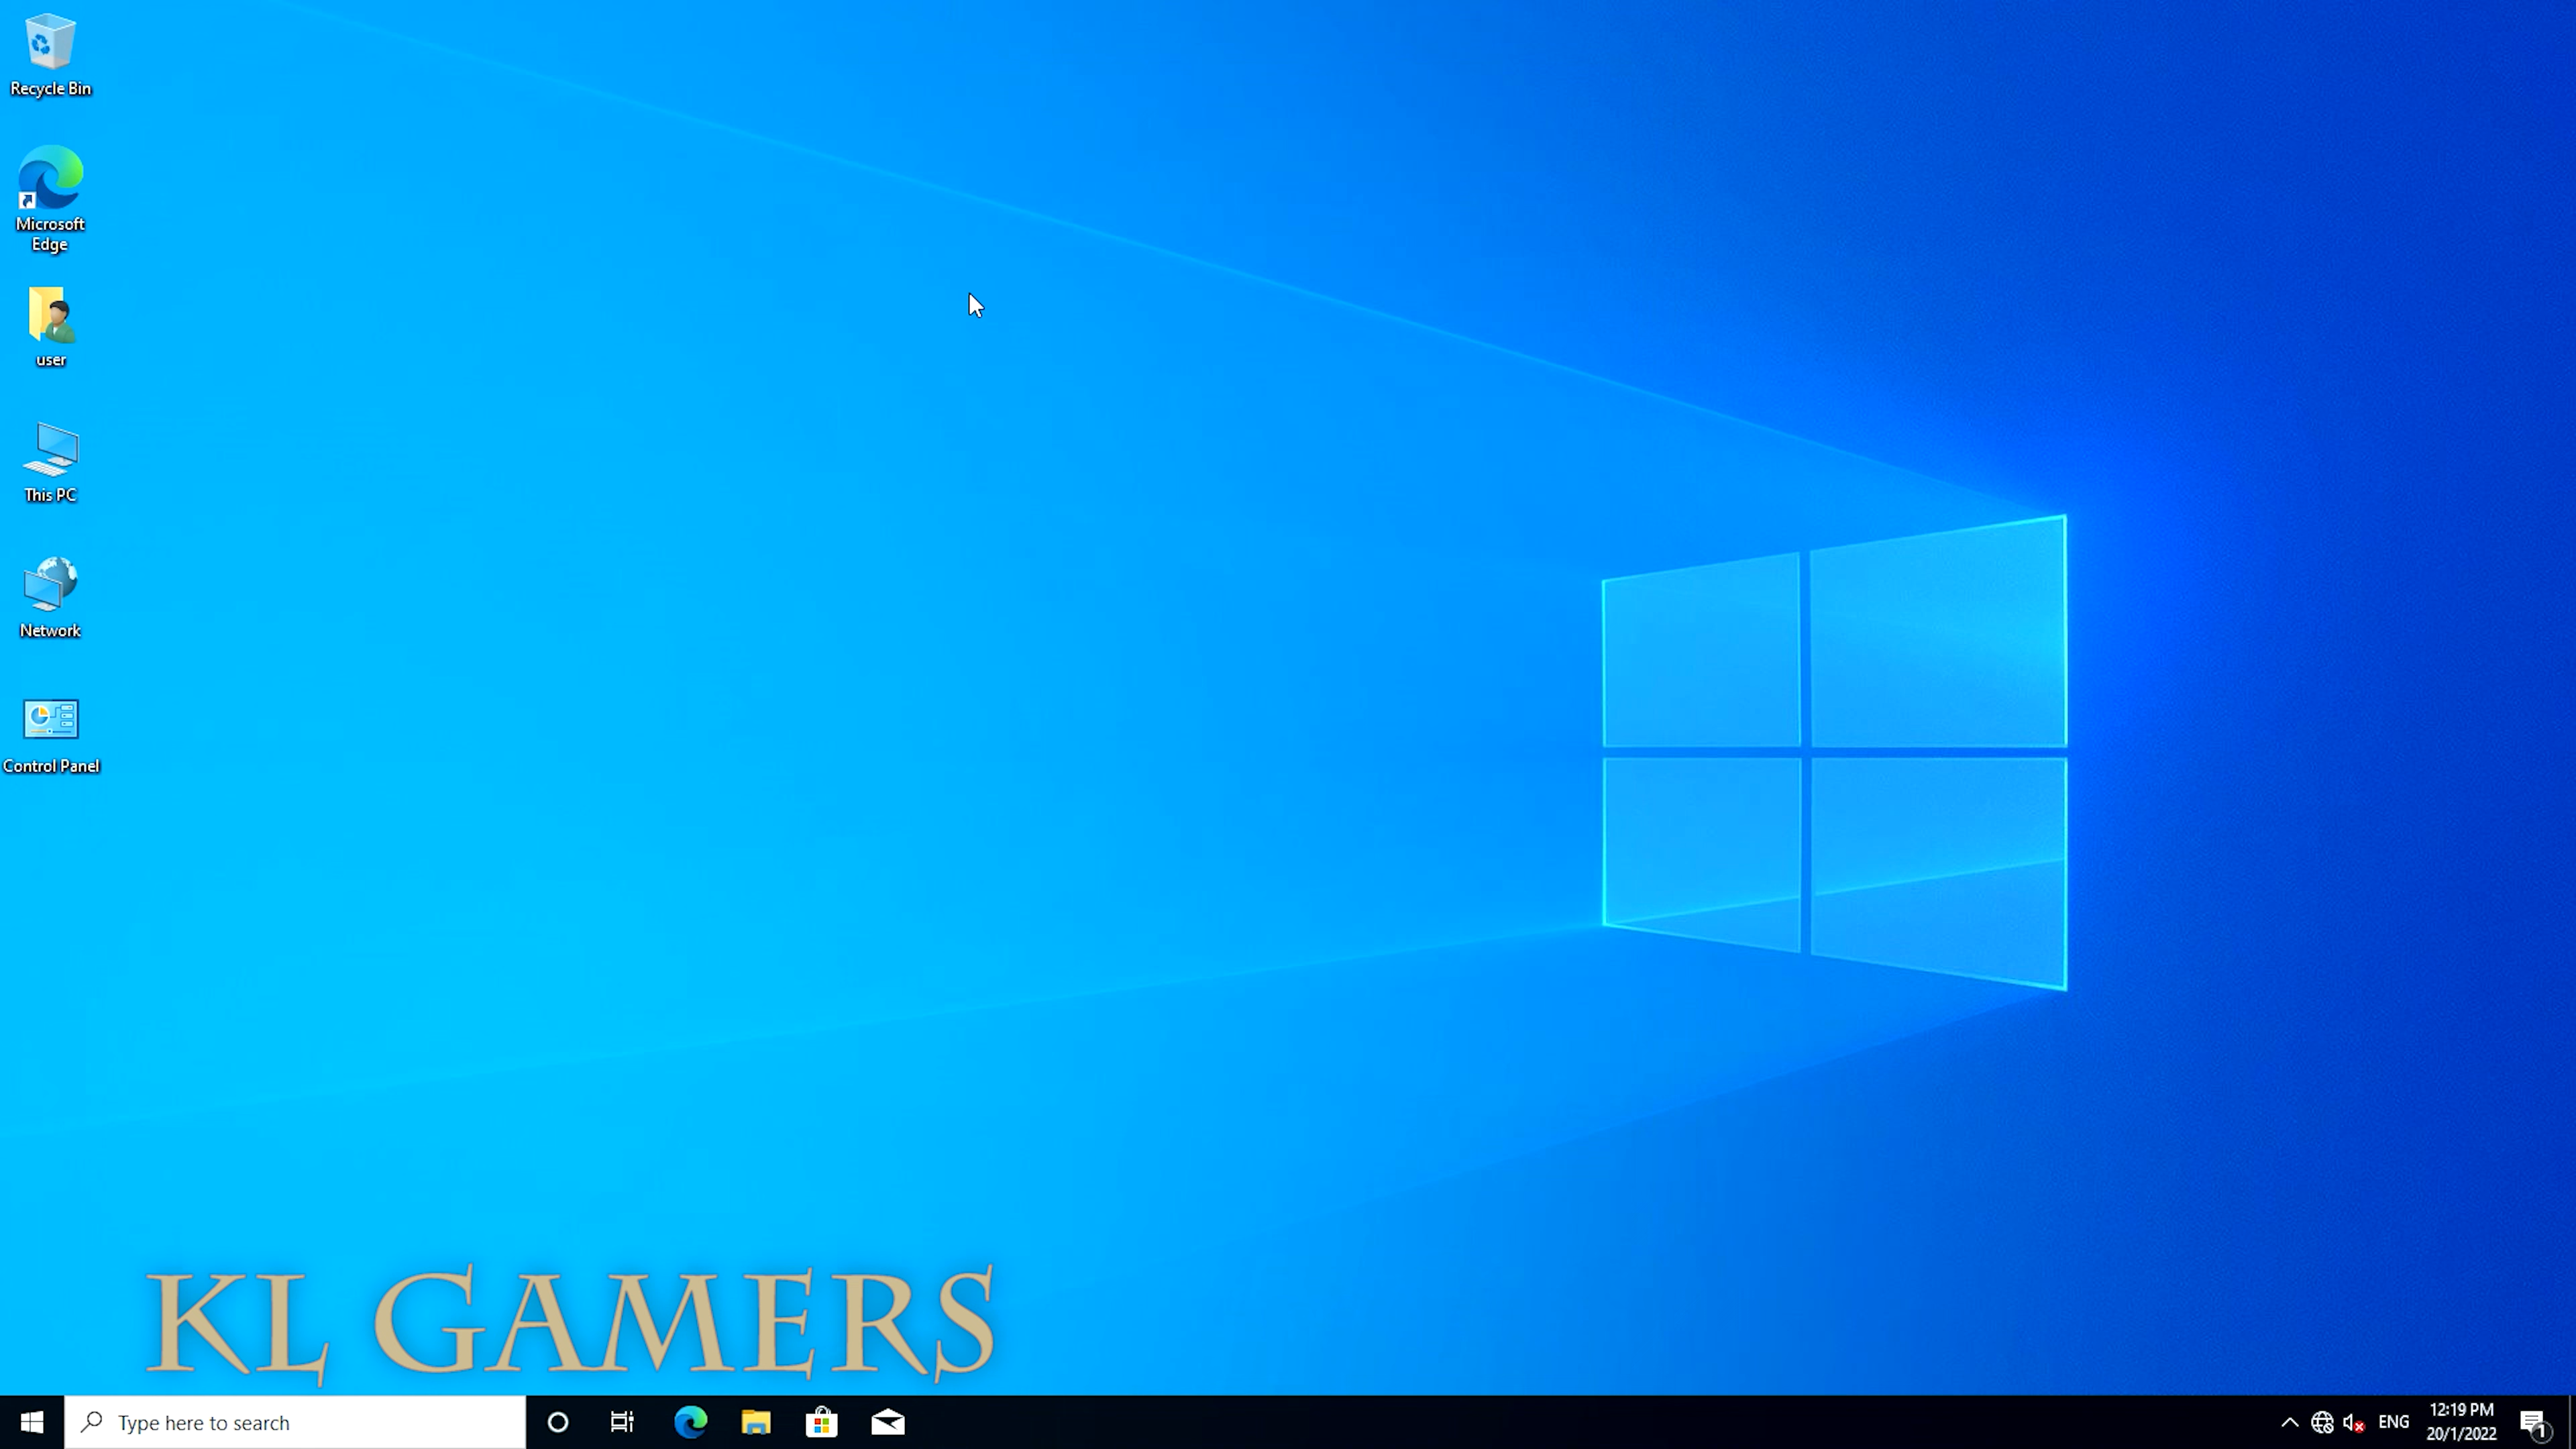 Recycle Bin
Microsoft
Edge
user
This PC
Network
Control Panel
KL GAMERS
Type here to search
ENG
12:19 PM
20/1/2022
1